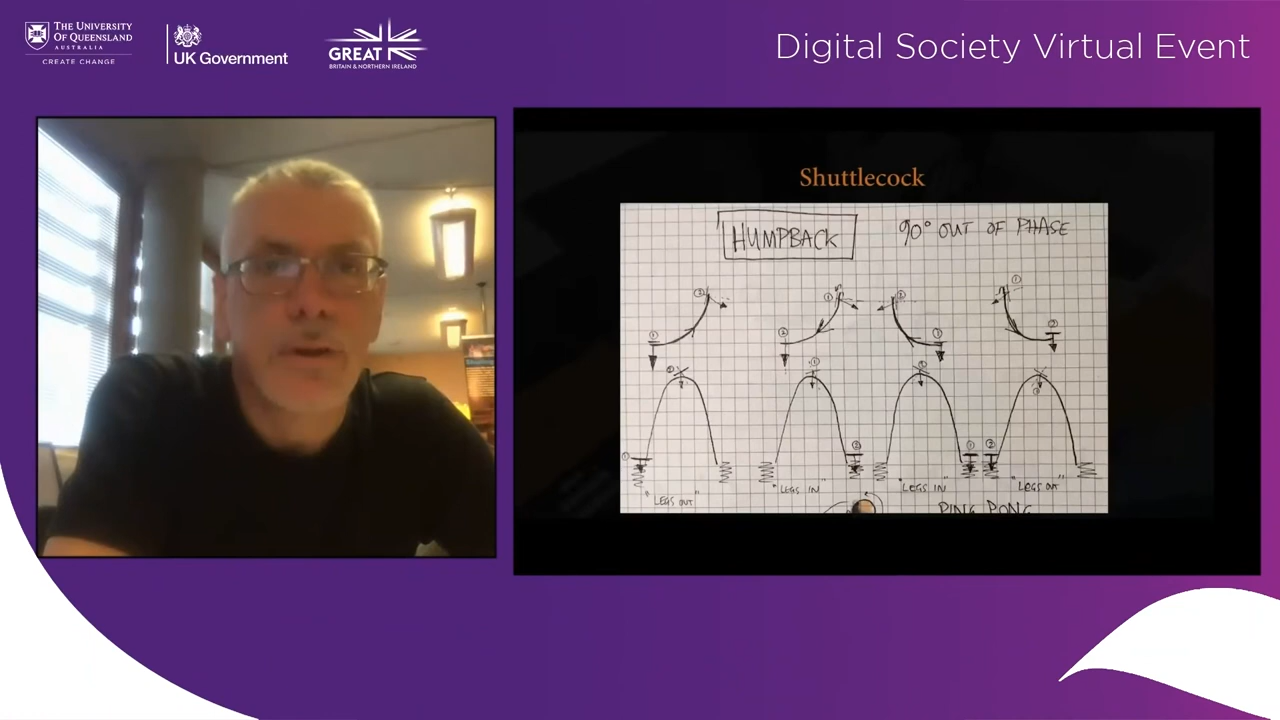 THE UNIVERSITY
OF QUEENSLAND
AUSTRALIA
CREATE CHANGE
UK Government
GREAT
BRITAIN & NORTHERN IRELAND
Digital Society Virtual Event
Shuttlecock
HUMPBACK
90° OUT OF PHASE
"LEGS OUT"
"LEGS IN"
"LEGS IN"
"LEGS OUT"
PING PONG